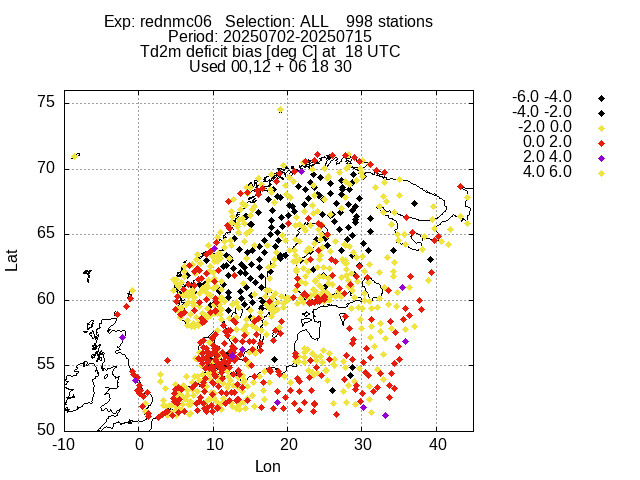 Exp: rednmc06 Selection: ALL 998 stations
Period: 20250702-20250715
Td2m deficit bias [deg C] at 18 UTC
Used 00,12 + 06 18 30
-6.0 -4.0
-4.0 -2.0
-2.0 0.0
0.0 2.0
2.0 4.0
4.0 6.0
75
70
65
60
55
50
Lat
-10 0 10 20 30 40
Lon